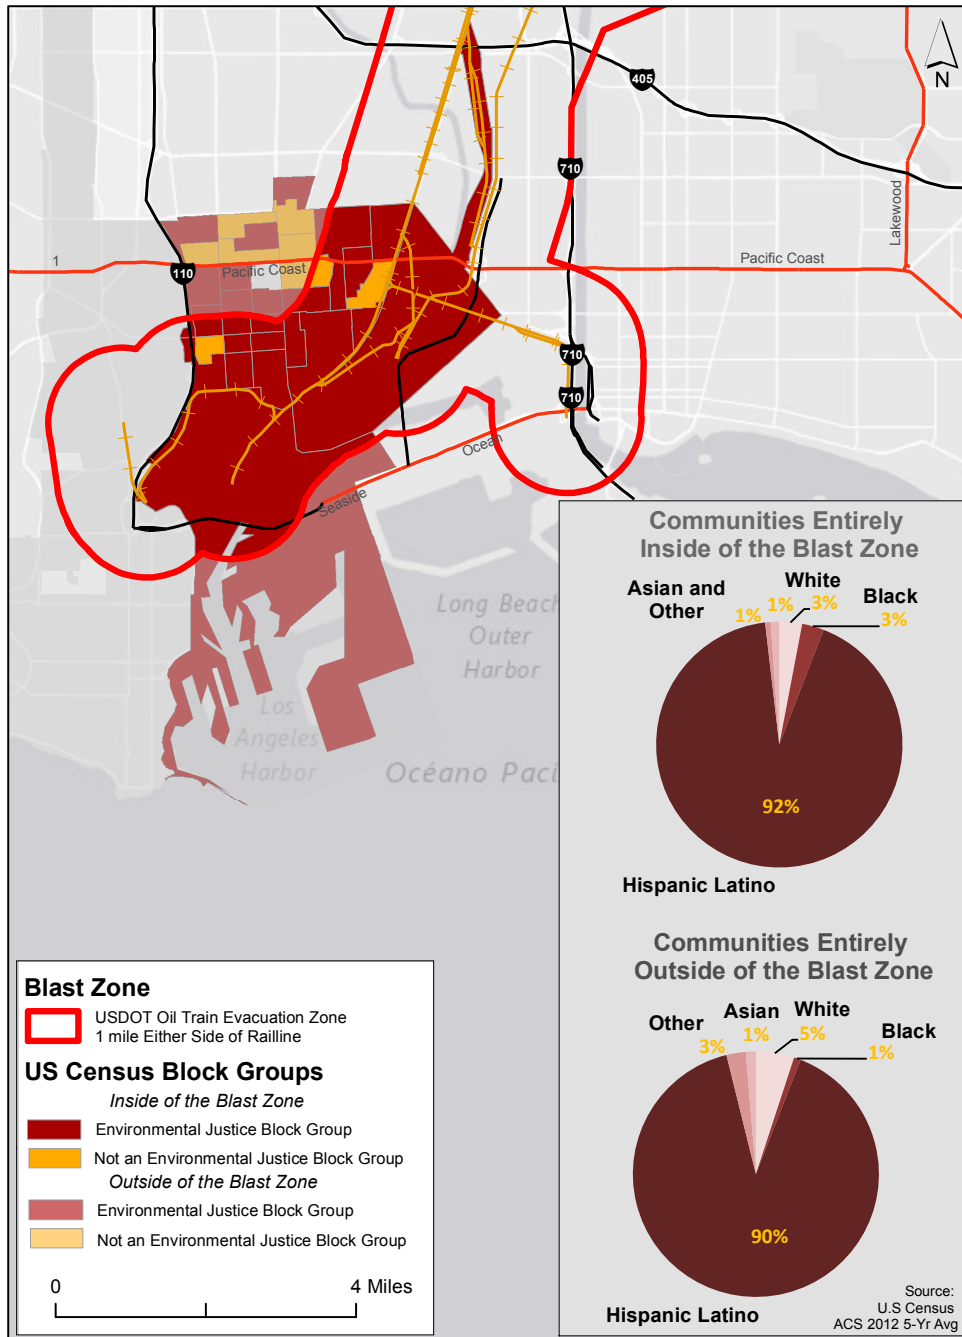 N
405
710
Lakewood
1
Pacific Coast
110
Pacific Coast
710
710
Ocean
Seaside
Long Beach
Outer
Harbor
Los
Angeles
Harbor
Océano Pací
Communities Entirely
Inside of the Blast Zone
Asian and
Other
White
Black
1%
1%
3%
3%
92%
Hispanic Latino
Communities Entirely
Outside of the Blast Zone
Other
Asian
White
Black
3%
1%
5%
1%
90%
Hispanic Latino
Source:
U.S Census
ACS 2012 5-Yr Avg
Blast Zone
USDOT Oil Train Evacuation Zone
1 mile Either Side of Railline
US Census Block Groups
Inside of the Blast Zone
Environmental Justice Block Group
Not an Environmental Justice Block Group
Outside of the Blast Zone
Environmental Justice Block Group
Not an Environmental Justice Block Group
0
4 Miles